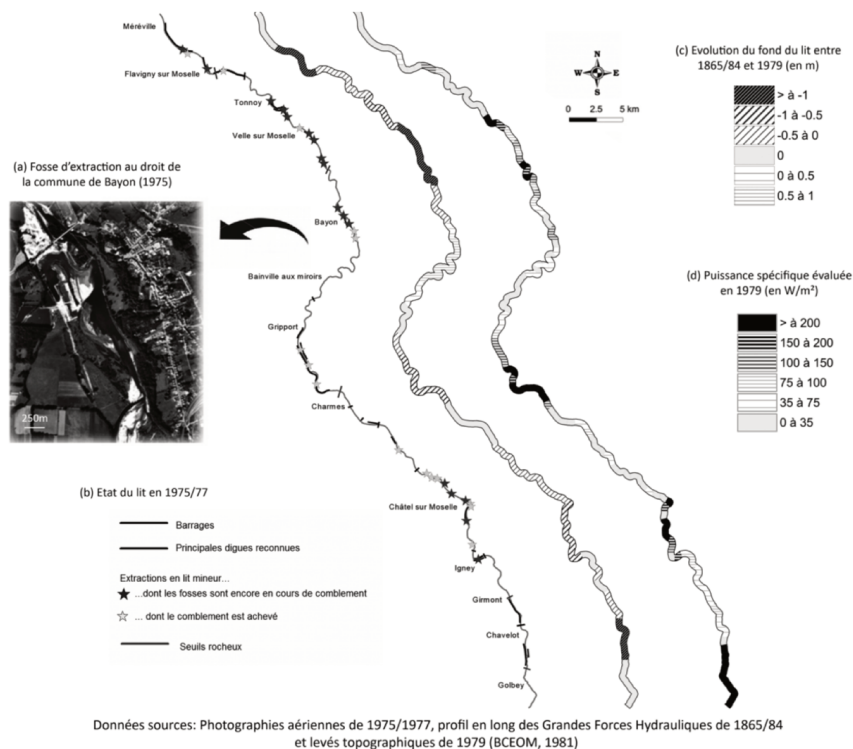 Méréville
Flavigny sur Moselle
Tonnoy
Velle sur Moselle
(a) Fosse d'extraction au droit de
la commune de Bayon (1975)
250m
Bayon
Bainville aux miroirs
Gripport
Charmes
Châtel sur Moselle
Igney
Girmont
Chavelot
Golbey
N
W E
S
0 2.5 5 km
(b) Etat du lit en 1975/77
Barrages
Principales digues reconnues
Extractions en lit mineur...
...dont les fosses sont encore en cours de comblement
... dont le comblement est achevé
Seuils rocheux
(c) Evolution du fond du lit entre
1865/84 et 1979 (en m)
> à -1
-1 à -0.5
-0.5 à 0
0
0 à 0.5
0.5 à 1
(d) Puissance spécifique évaluée
en 1979 (en W/m²)
> à 200
150 à 200
100 à 150
75 à 100
35 à 75
0 à 35
Données sources: Photographies aériennes de 1975/1977, profil en long des Grandes Forces Hydrauliques de 1865/84
et levés topographiques de 1979 (BCEOM, 1981)